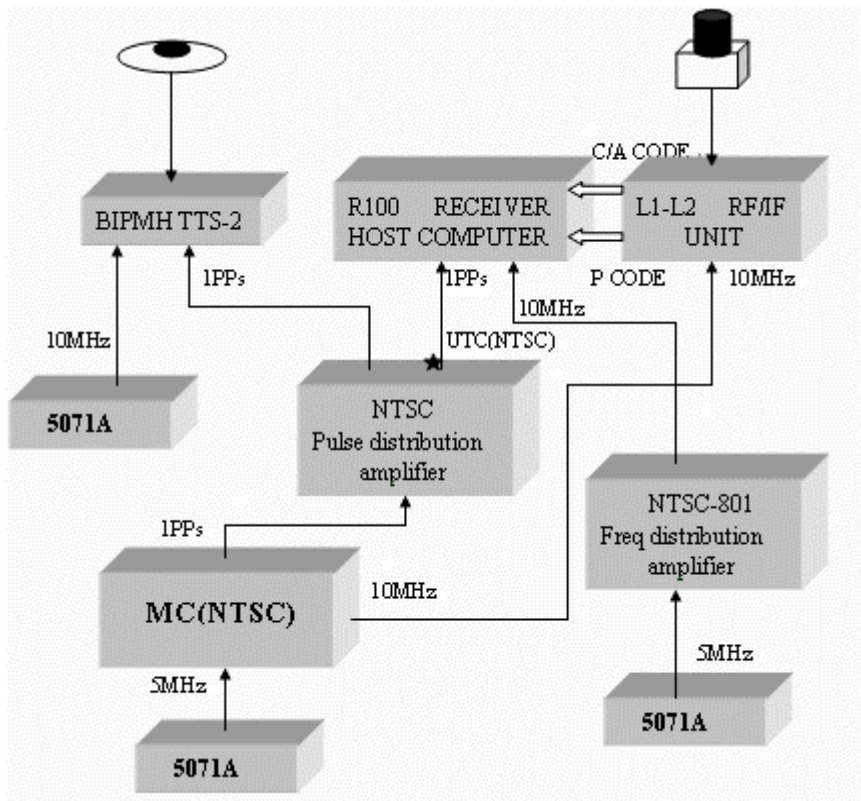 C/A CODE
BIPMH TTS-2
R100 RECEIVER
HOST COMPUTER
L1-L2 RF/IF
UNIT
1PPs
1PPs
P CODE
10MHz
10MHz
10MHz
UTC(NTSC)
5071A
NTSC
Pulse distribution
amplifier
NTSC-801
Freq distribution
amplifier
1PPs
10MHz
MC(NTSC)
5MHz
5MHz
5071A
5071A